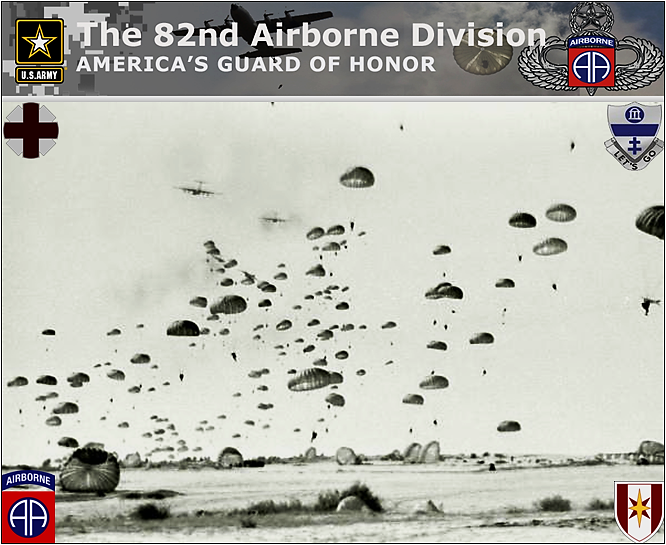 The 82nd Airborne Division
AMERICA'S GUARD OF HONOR
U.S.ARMY
AIRBORNE
AA
LET'S GO
AIRBORNE
AA